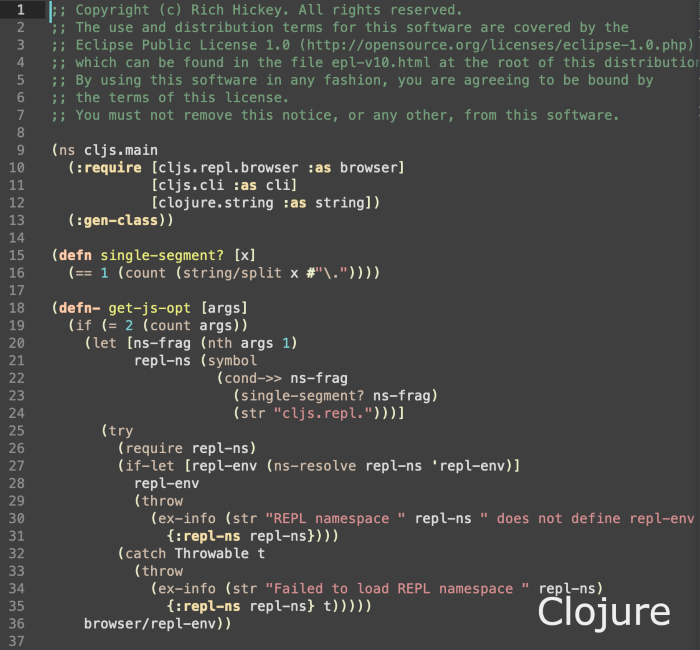 1 ;; Copyright (c) Rich Hickey. All rights reserved.
2 ;; The use and distribution terms for this software are covered by the
3 ;; Eclipse Public License 1.0 (http://opensource.org/licenses/eclipse-1.0.php)
4 ;; which can be found in the file epl-v10.html at the root of this distribution
5 ;; By using this software in any fashion, you are agreeing to be bound by
6 ;; the terms of this license.
7 ;; You must not remove this notice, or any other, from this software.
8
9 (ns cljs.main
10   (:require [cljs.repl.browser :as browser]
11             [cljs.cli :as cli]
12             [clojure.string :as string])
13   (:gen-class))
14
15 (defn single-segment? [x]
16   (== 1 (count (string/split x #"\."))))
17
18 (defn- get-js-opt [args]
19   (if (= 2 (count args))
20     (let [ns-frag (nth args 1)
21           repl-ns (symbol
22                     (cond->> ns-frag
23                       (single-segment? ns-frag)
24                       (str "cljs.repl.")))]
25       (try
26         (require repl-ns)
27         (if-let [repl-env (ns-resolve repl-ns 'repl-env)]
28           repl-env
29           (throw
30             (ex-info (str "REPL namespace " repl-ns " does not define repl-env
31               {:repl-ns repl-ns})))
32         (catch Throwable t
33           (throw
34             (ex-info (str "Failed to load REPL namespace " repl-ns)
35               {:repl-ns repl-ns} t)))))
36     browser/repl-env))
37
Clojure